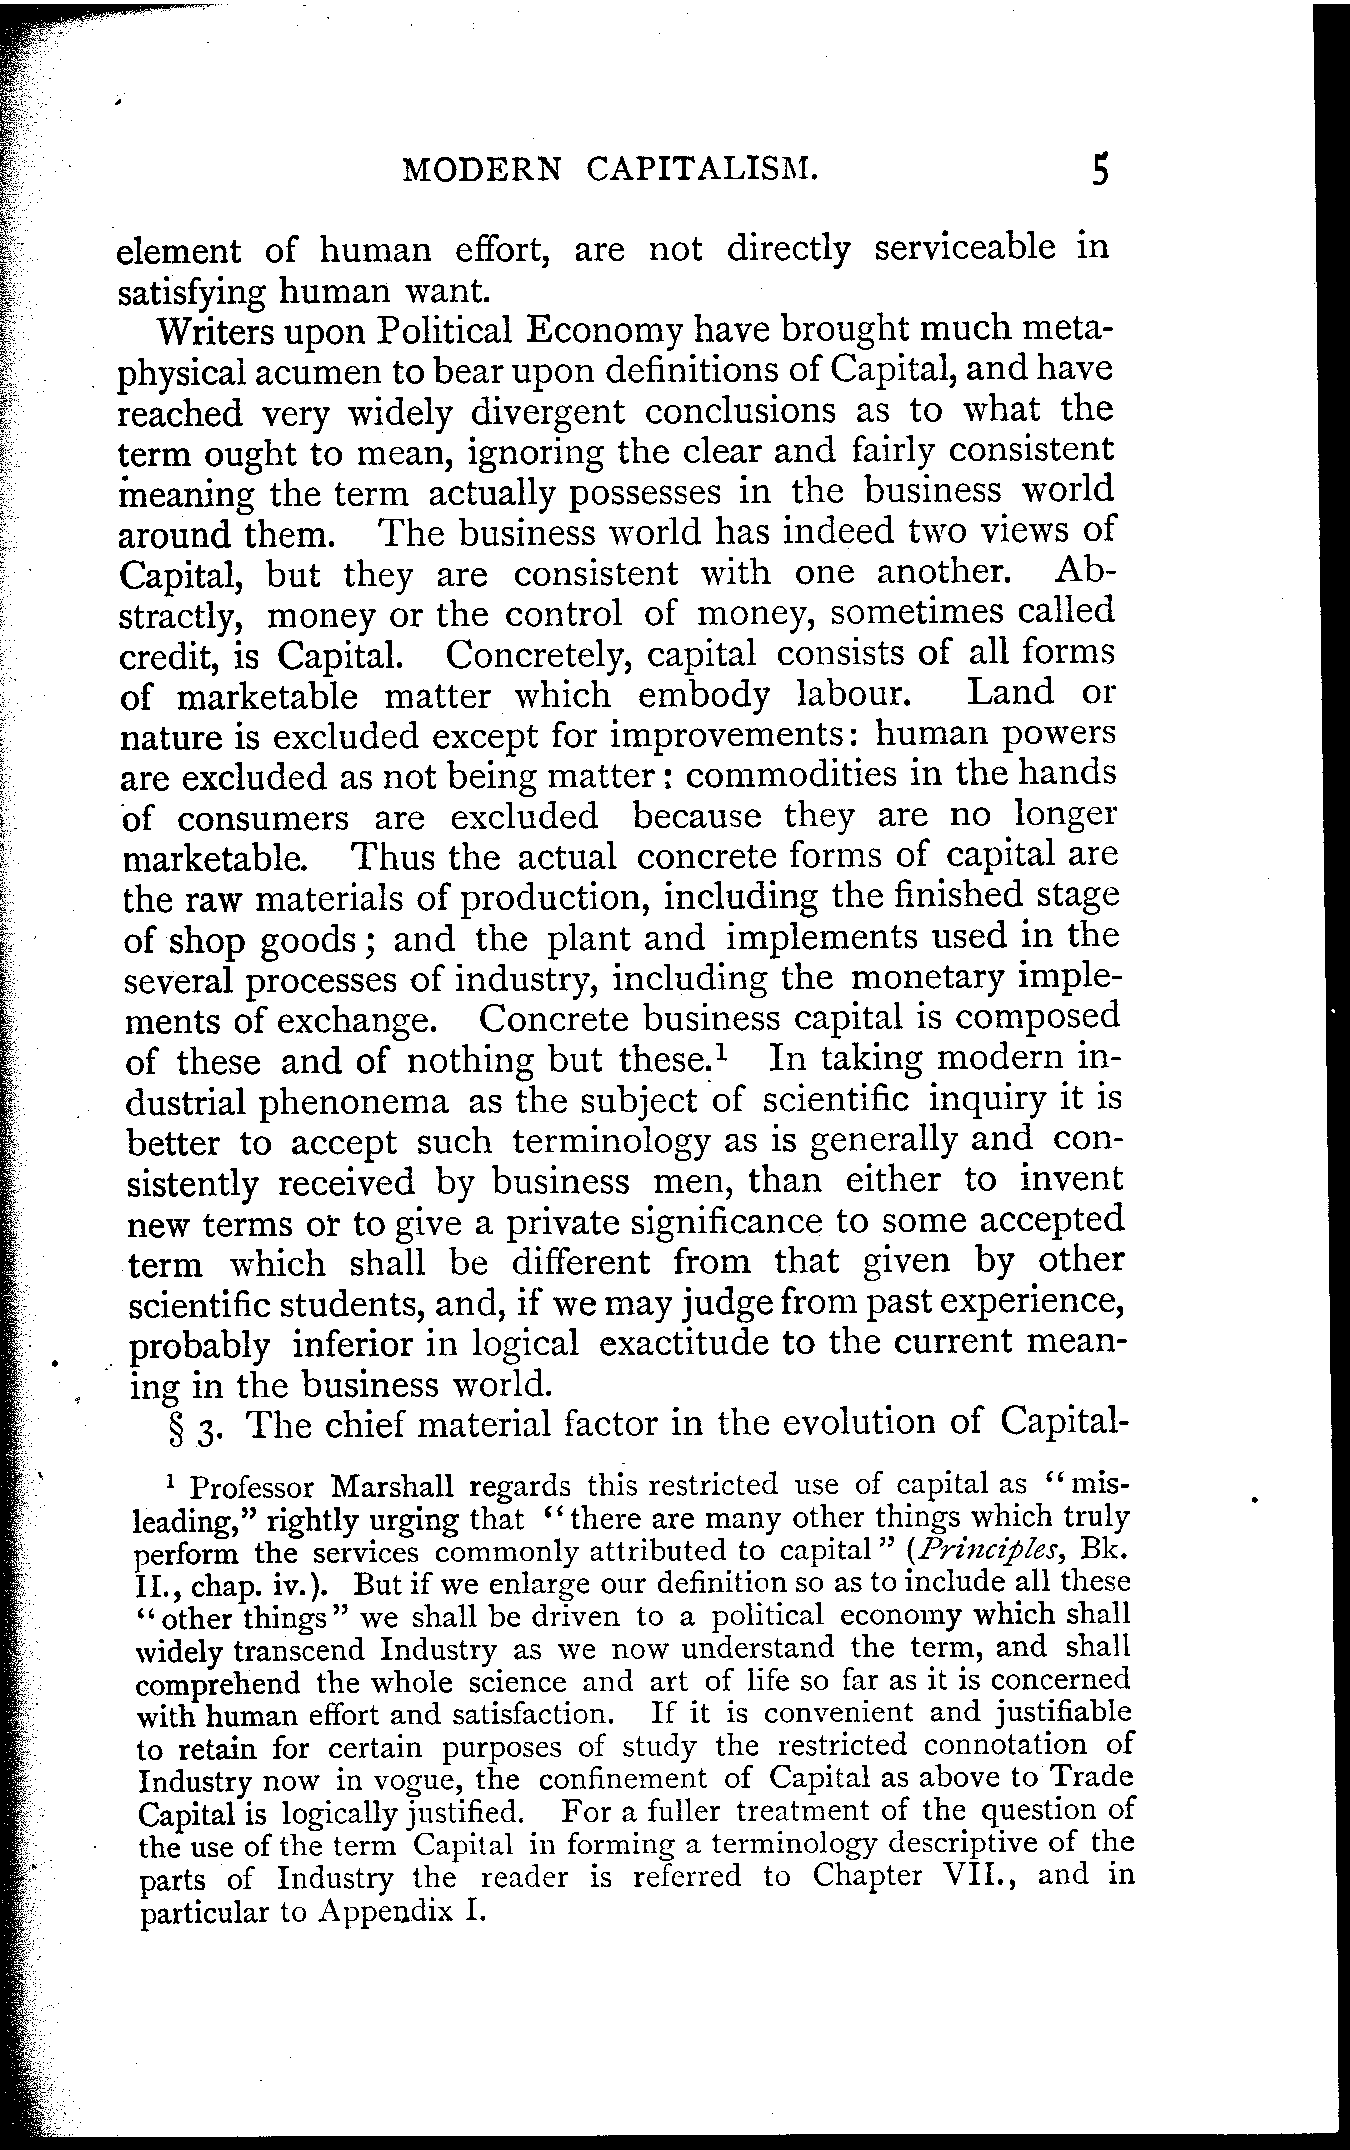 MODERN CAPITALISM. 5
element of human effort, are not directly serviceable in
satisfying human want.
Writers upon Political Economy have brought much meta-
physical acumen to bear upon definitions of Capital, and have
reached very widely divergent conclusions as to what the
term ought to mean, ignoring the clear and fairly consistent
meaning the term actually possesses in the business world
around them. The business world has indeed two views of
Capital, but they are consistent with one another. Ab-
stractly, money or the control of money, sometimes called
credit, is Capital. Concretely, capital consists of all forms
of marketable matter which embody labour. Land or
nature is excluded except for improvements: human powers
are excluded as not being matter: commodities in the hands
of consumers are excluded because they are no longer
marketable. Thus the actual concrete forms of capital are
the raw materials of production, including the finished stage
of shop goods; and the plant and implements used in the
several processes of industry, including the monetary imple-
ments of exchange. Concrete business capital is composed
of these and of nothing but these.¹ In taking modern in-
dustrial phenonema as the subject of scientific inquiry it is
better to accept such terminology as is generally and con-
sistently received by business men, than either to invent
new terms or to give a private significance to some accepted
term which shall be different from that given by other
scientific students, and, if we may judge from past experience,
probably inferior in logical exactitude to the current mean-
ing in the business world.
§ 3. The chief material factor in the evolution of Capital-
¹ Professor Marshall regards this restricted use of capital as "mis-
leading," rightly urging that "there are many other things which truly
perform the services commonly attributed to capital" (Principles, Bk.
II., chap. iv.). But if we enlarge our definition so as to include all these
"other things" we shall be driven to a political economy which shall
widely transcend Industry as we now understand the term, and shall
comprehend the whole science and art of life so far as it is concerned
with human effort and satisfaction. If it is convenient and justifiable
to retain for certain purposes of study the restricted connotation of
Industry now in vogue, the confinement of Capital as above to Trade
Capital is logically justified. For a fuller treatment of the question of
the use of the term Capital in forming a terminology descriptive of the
parts of Industry the reader is referred to Chapter VII., and in
particular to Appendix I.